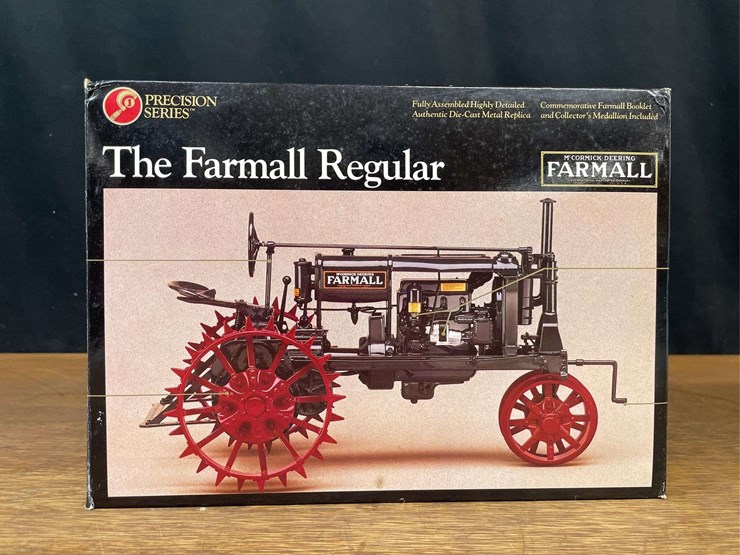 PRECISION
SERIES™
Fully Assembled Highly Detailed
Authentic Die-Cast Metal Replica
Commemorative Farmall Booklet
and Collector's Medallion Included
The Farmall Regular
McCORMICK-DEERING
FARMALL
McCORMICK-DEERING
FARMALL